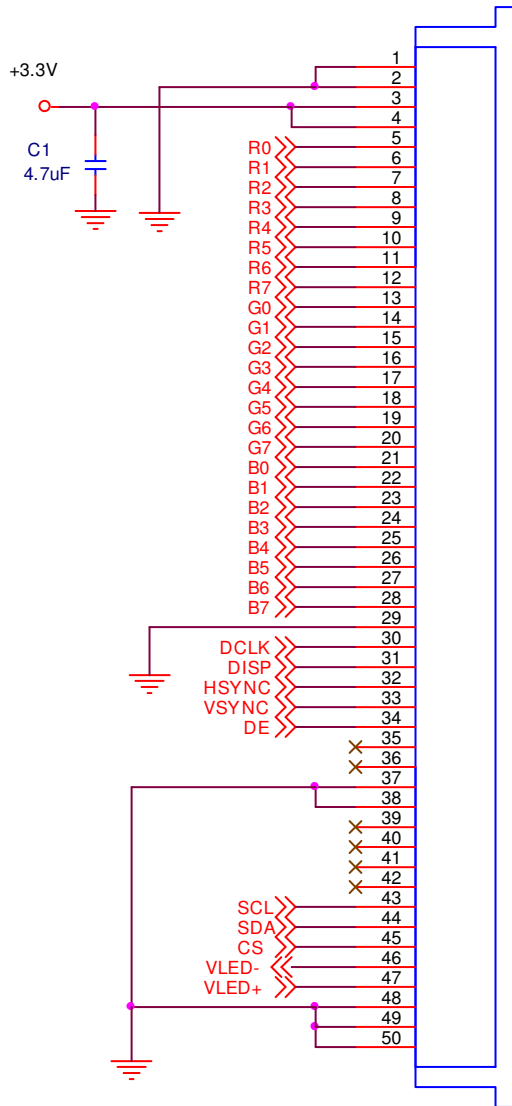 1
2
+3.3V
3
4
C1
4.7uF
R0 5
R1 6
R2 7
R3 8
R4 9
R5 10
R6 11
R7 12
G0 13
G1 14
G2 15
G3 16
G4 17
G5 18
G6 19
G7 20
B0 21
B1 22
B2 23
B3 24
B4 25
B5 26
B6 27
B7 28
29
DCLK 30
DISP 31
HSYNC 32
VSYNC 33
DE 34
35
36
37
38
39
40
41
42
SCL 43
SDA 44
CS 45
VLED- 46
VLED+ 47
48
49
50